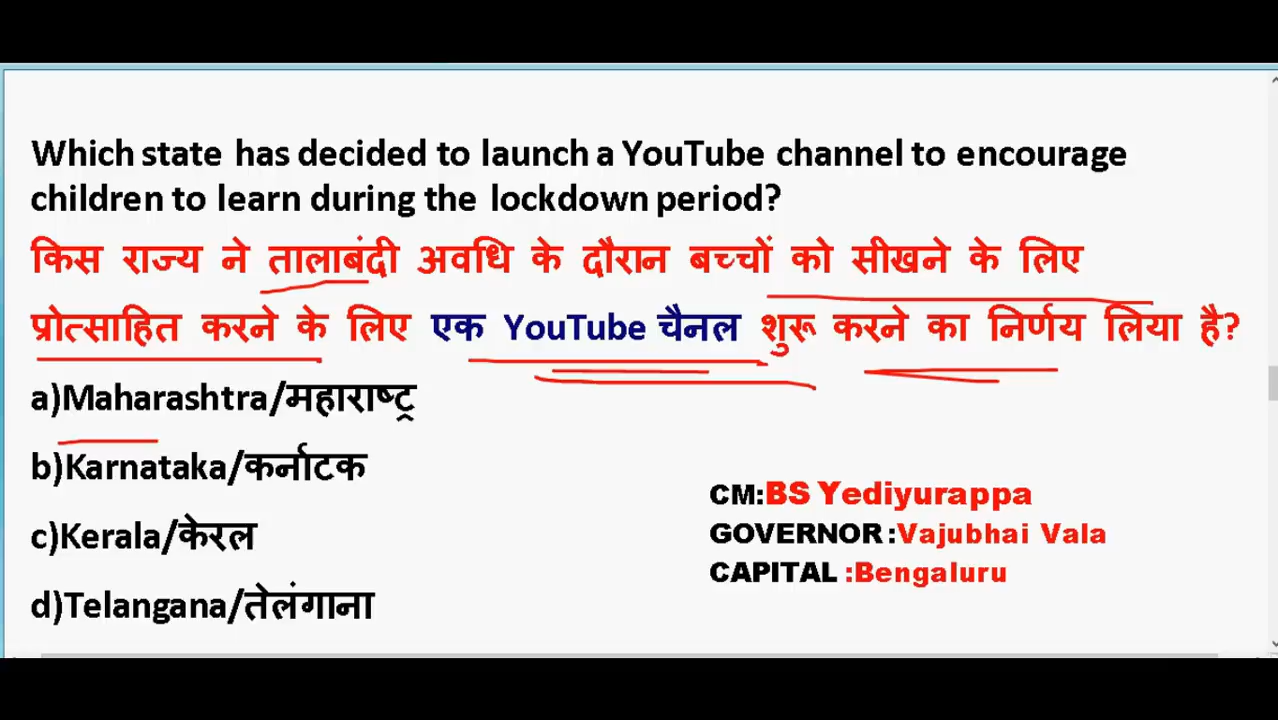 Which state has decided to launch a YouTube channel to encourage
children to learn during the lockdown period?
किस राज्य ने तालाबंदी अवधि के दौरान बच्चों को सीखने के लिए
प्रोत्साहित करने के लिए एक YouTube चैनल शुरू करने का निर्णय लिया है?
a)Maharashtra/महाराष्ट्र
b)Karnataka/कर्नाटक
c)Kerala/केरल
d)Telangana/तेलंगाना
CM:BS Yediyurappa
GOVERNOR :Vajubhai Vala
CAPITAL :Bengaluru